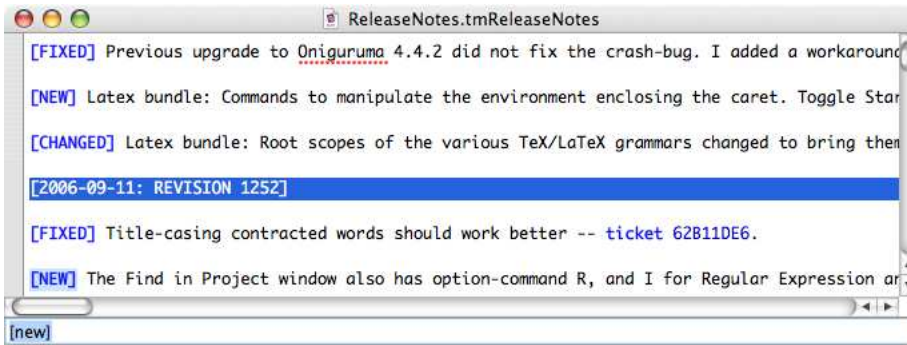 ReleaseNotes.tmReleaseNotes
[FIXED] Previous upgrade to Oniguruma 4.4.2 did not fix the crash-bug. I added a workaround
[NEW] Latex bundle: Commands to manipulate the environment enclosing the caret. Toggle Star
[CHANGED] Latex bundle: Root scopes of the various TeX/LaTeX grammars changed to bring them
[2006-09-11: REVISION 1252]
[FIXED] Title-casing contracted words should work better -- ticket 62B11DE6.
[NEW] The Find in Project window also has option-command R, and I for Regular Expression
[new]